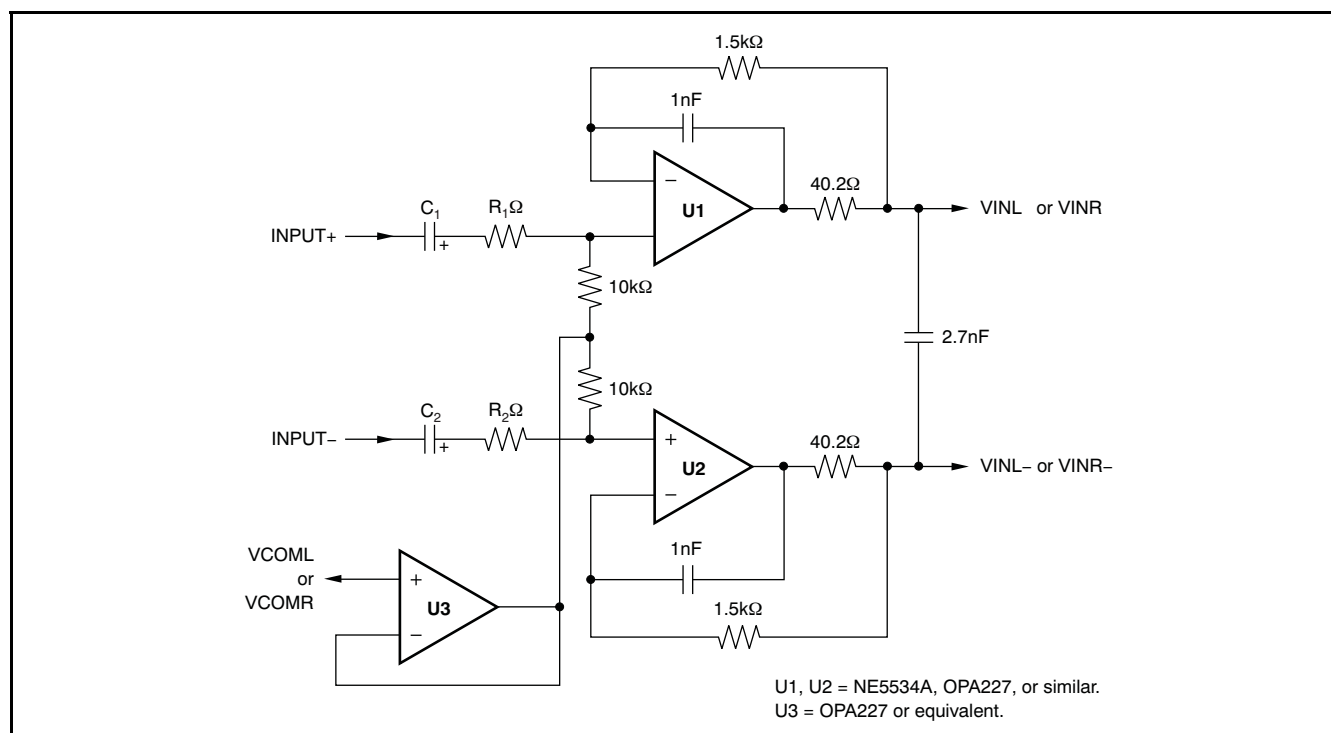 1.5kΩ
1nF
−
40.2Ω
U1
VINL or VINR
C1
R1Ω
INPUT+
+
10kΩ
2.7nF
10kΩ
C2
R2Ω
INPUT−
+
+
40.2Ω
U2
VINL− or VINR−
−
1nF
VCOML
or
VCOMR
+
U3
−
1.5kΩ
U1, U2 = NE5534A, OPA227, or similar.
U3 = OPA227 or equivalent.